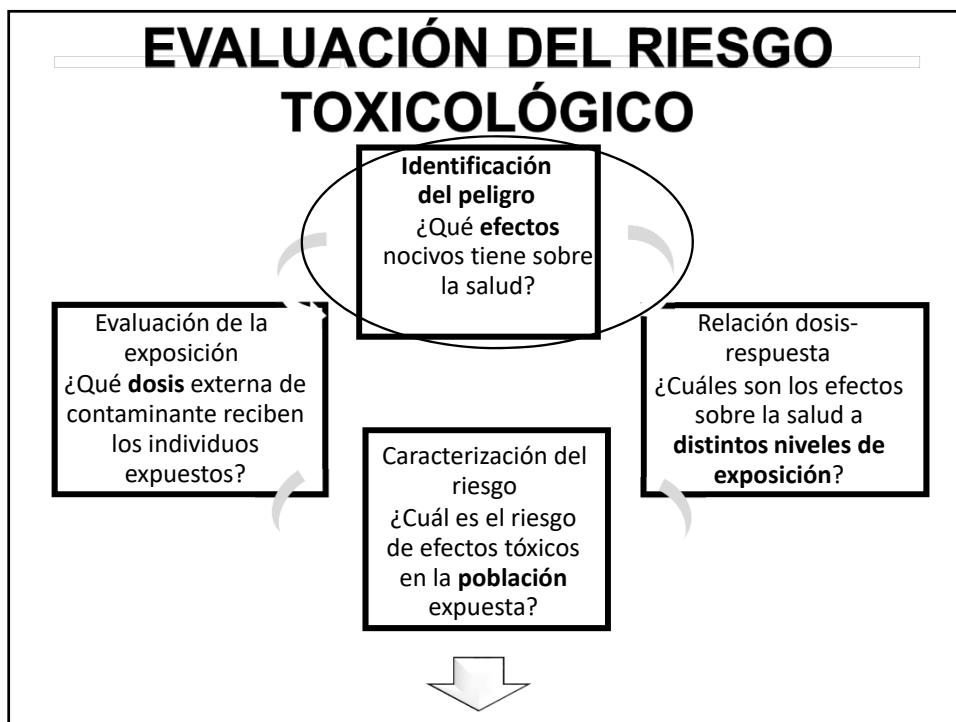 EVALUACIÓN DEL RIESGO
TOXICOLÓGICO
Identificación
del peligro
¿Qué efectos
nocivos tiene sobre
la salud?
Evaluación de la
exposición
¿Qué dosis externa de
contaminante reciben
los individuos
expuestos?
Relación dosis-
respuesta
¿Cuáles son los efectos
sobre la salud a
distintos niveles de
exposición?
Caracterización del
riesgo
¿Cuál es el riesgo
de efectos tóxicos
en la población
expuesta?